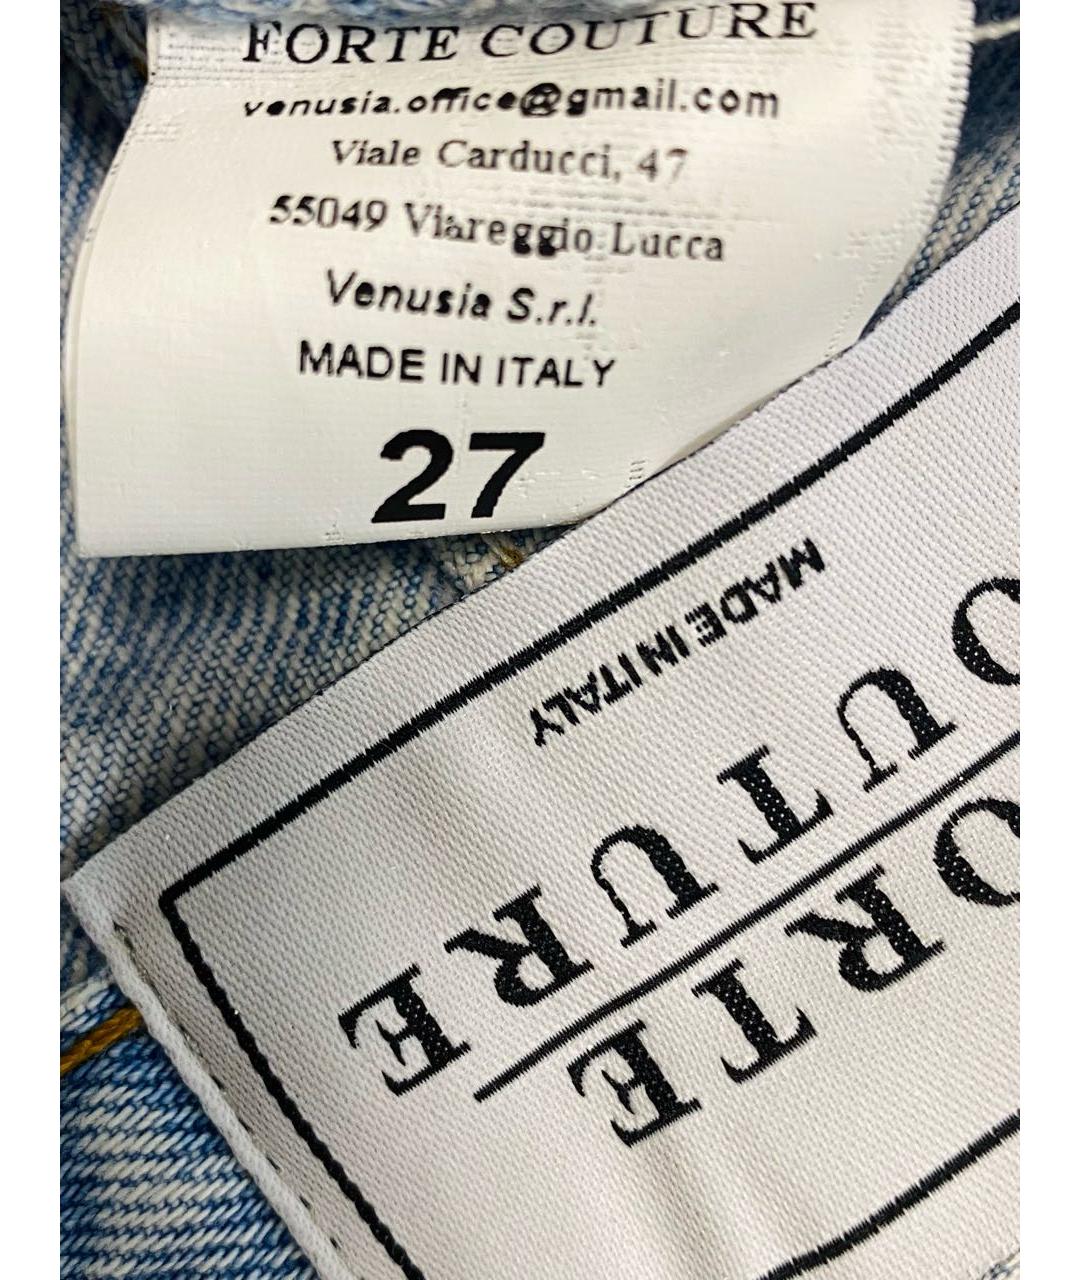 FORTE COUTURE
venusia.office@gmail.com
Viale Carducci, 47
55049 Viareggio Lucca
Venusia S.r.l.
MADE IN ITALY
27
ORTE
OUTURE
MADE IN ITALY